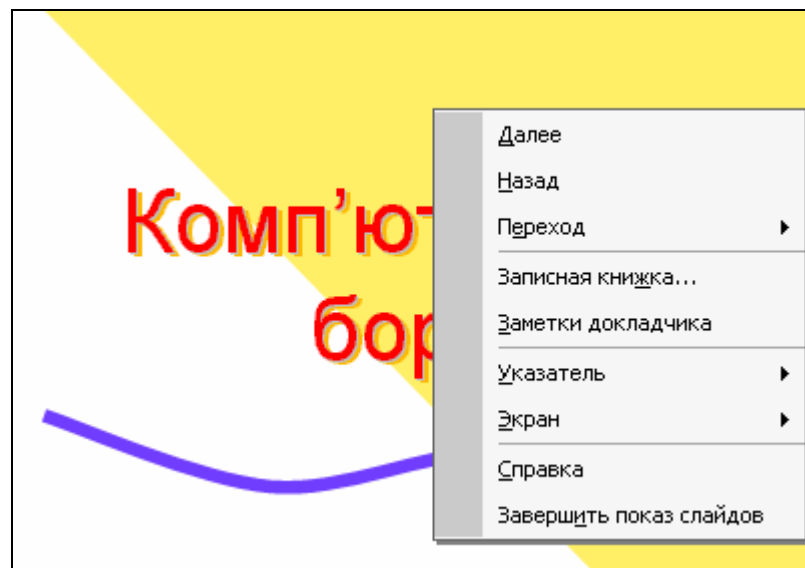 Комп’ют
бор
Далее
Назад
Переход
Записная книжка...
Заметки докладчика
Указатель
Экран
Справка
Завершить показ слайдов